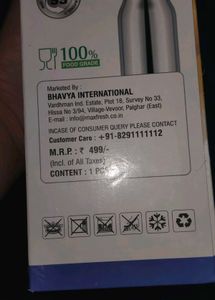 100%
FOOD GRADE
Marketed By :
BHAVYA INTERNATIONAL
Vardhman Ind. Estate, Plot 18, Survey No 33,
Hissa No 3/94, Village-Vevoor, Palghar (East)
E-mail : info@imaxfresh.co.in
INCASE OF CONSUMER QUERY PLEASE CONTACT
Customer Care : +91-8291111112
M.R.P. : ₹ 499/-
(Incl. of All Taxes)
CONTENT : 1 PC